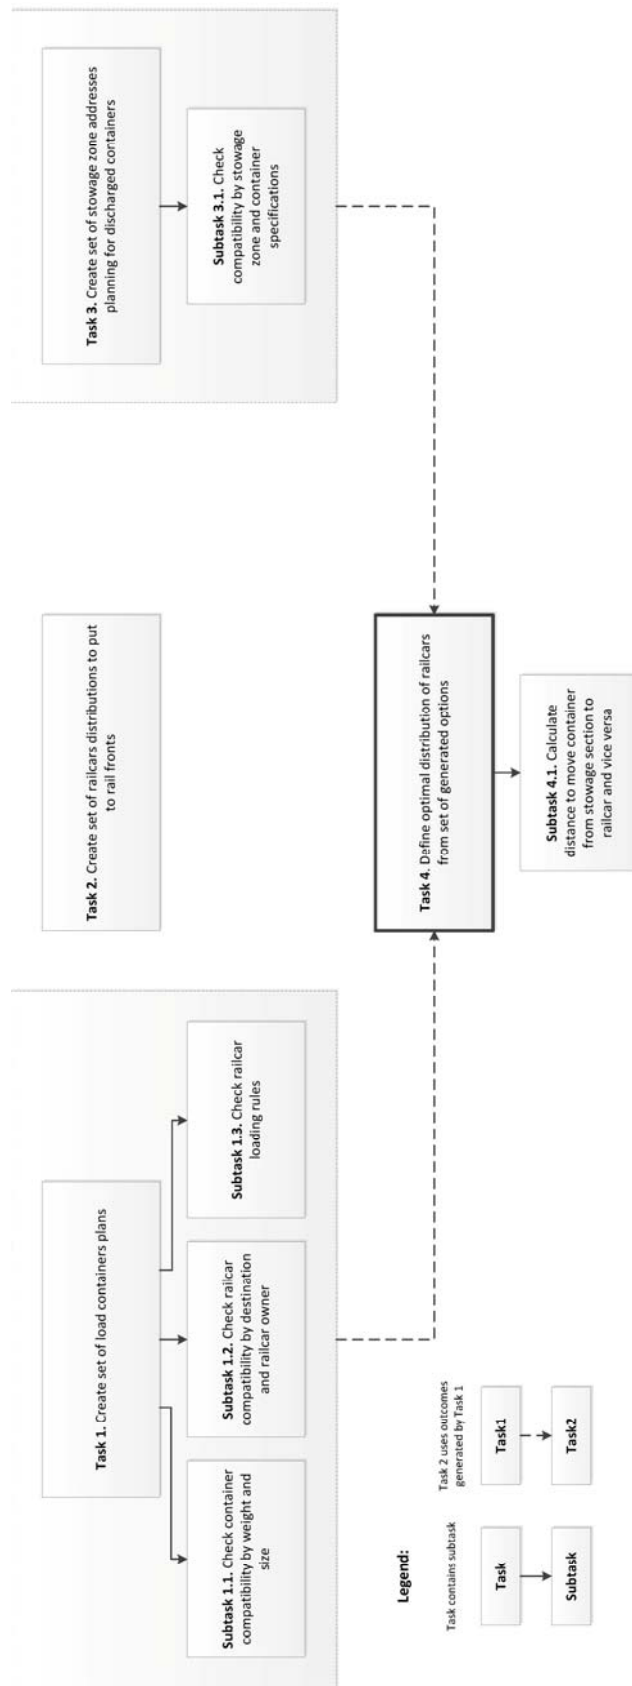 Task 1. Create set of load containers plans
Subtask 1.1. Check container
compatibility by weight and
size
Subtask 1.2. Check railcar
compatibility by destination
and railcar owner
Subtask 1.3. Check railcar
loading rules
Task 2. Create set of railcars distributions to put
to rail fronts
Task 3. Create set of stowage zone addresses
planning for discharged containers
Subtask 3.1. Check
compatibility by stowage
zone and container
specifications
Task 4. Define optimal distribution of railcars
from set of generated options
Subtask 4.1. Calculate
distance to move container
from stowage section to
railcar and vice versa
Legend:
Task contains subtask
Task
Subtask
Task 2 uses outcomes
generated by Task 1
Task1
Task2